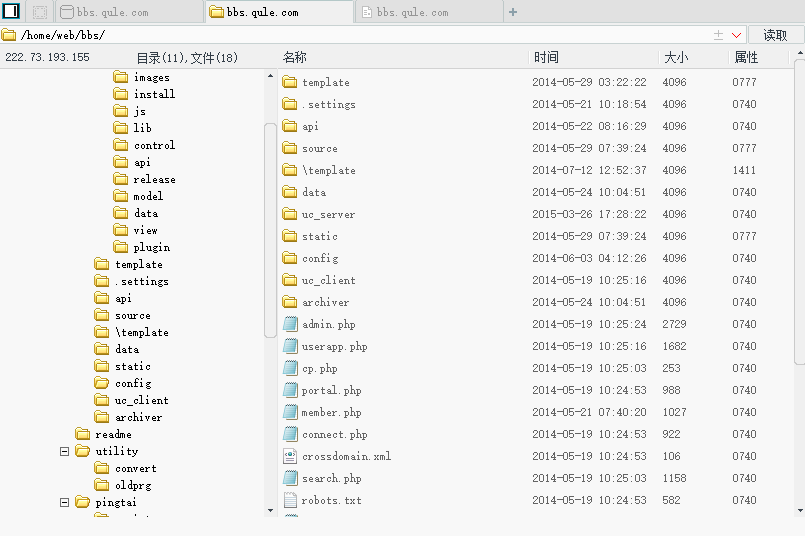 bbs.qule.com
bbs.qule.com
bbs.qule.com
/home/web/bbs/
读取
222.73.193.155
目录(11),文件(18)
名称
时间
大小
属性
images
install
js
lib
control
api
release
model
data
view
plugin
template
.settings
api
source
\template
data
static
config
uc_client
archiver
readme
utility
convert
oldprg
pingtai
template 2014-05-29 03:22:22 4096 0777
.settings 2014-05-21 10:18:54 4096 0740
api 2014-05-22 08:16:29 4096 0740
source 2014-05-29 07:39:24 4096 0777
\template 2014-07-12 12:52:37 4096 1411
data 2014-05-24 10:04:51 4096 0740
uc_server 2015-03-26 17:28:22 4096 0740
static 2014-05-29 07:39:24 4096 0777
config 2014-06-03 04:12:26 4096 0740
uc_client 2014-05-19 10:25:16 4096 0740
archiver 2014-05-24 10:04:51 4096 0740
admin.php 2014-05-19 10:25:24 2729 0740
userapp.php 2014-05-19 10:25:16 1682 0740
cp.php 2014-05-19 10:25:03 253 0740
portal.php 2014-05-19 10:24:53 988 0740
member.php 2014-05-21 07:40:20 1027 0740
connect.php 2014-05-19 10:24:53 922 0740
crossdomain.xml 2014-05-19 10:24:53 106 0740
search.php 2014-05-19 10:25:03 1158 0740
robots.txt 2014-05-19 10:24:53 582 0740